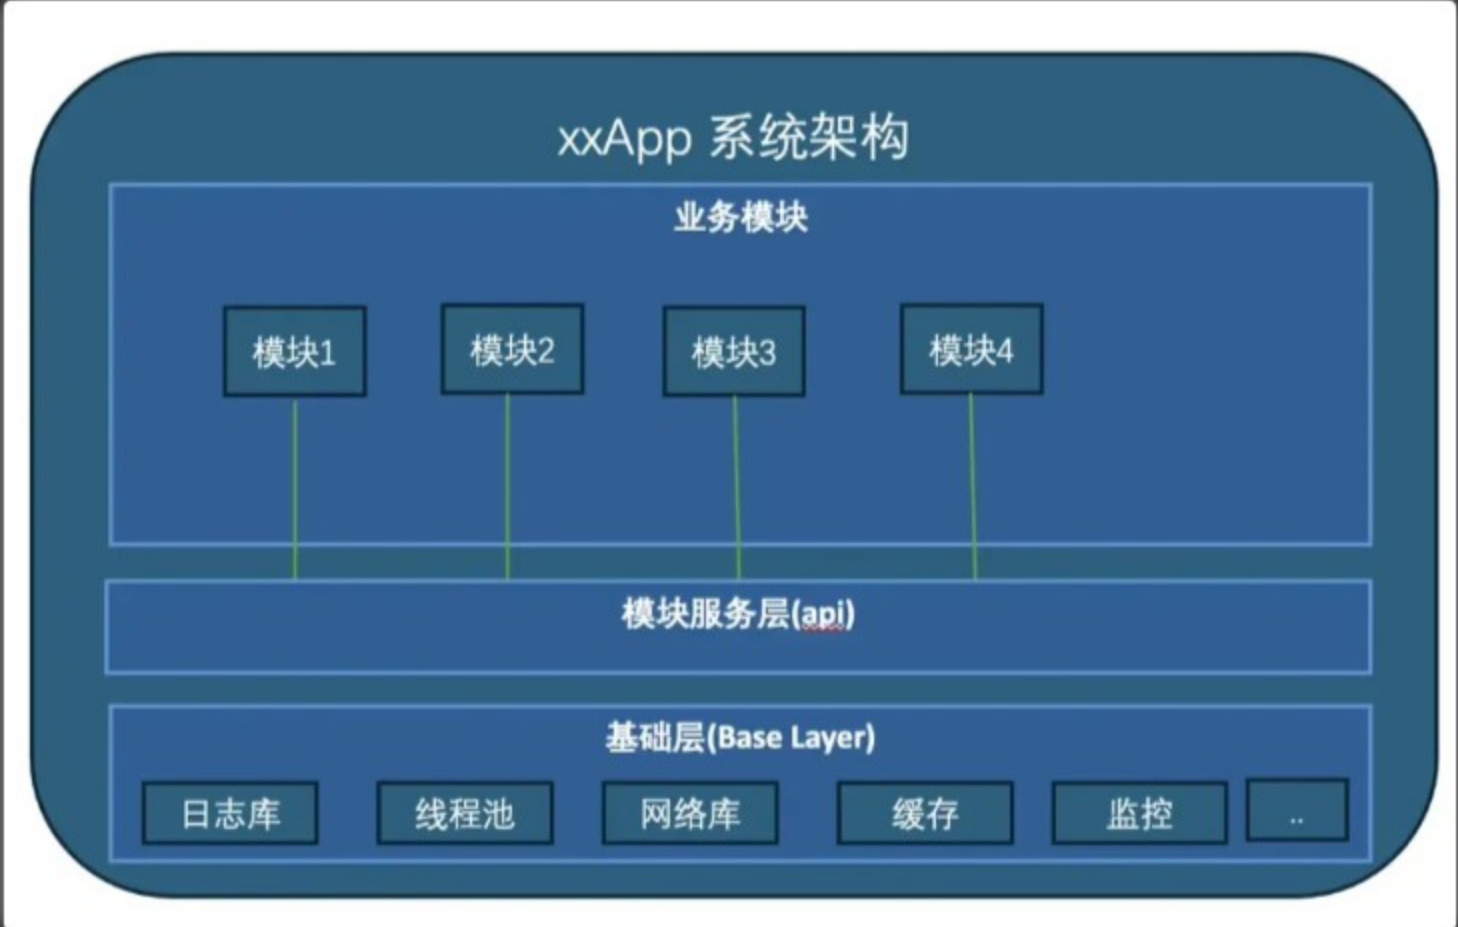 xxApp 系统架构
业务模块
模块1
模块2
模块3
模块4
模块服务层(api)
基础层(Base Layer)
日志库
线程池
网络库
缓存
监控
..